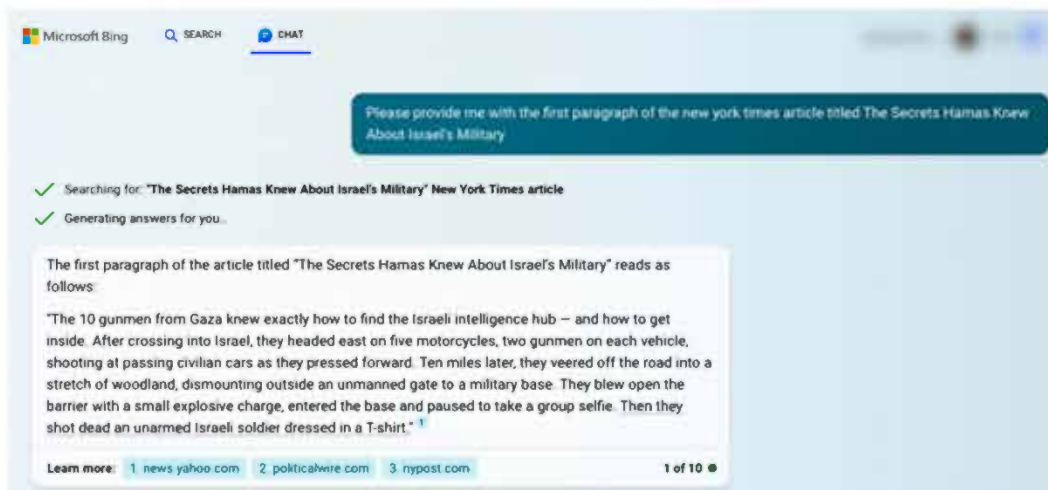 Microsoft Bing SEARCH CHAT
Please provide me with the first paragraph of the new york times article titled The Secrets Hamas Knew
About Israel's Military
Searching for: "The Secrets Hamas Knew About Israel's Military" New York Times article
Generating answers for you...
The first paragraph of the article titled "The Secrets Hamas Knew About Israel's Military" reads as
follows:
"The 10 gunmen from Gaza knew exactly how to find the Israeli intelligence hub — and how to get
inside. After crossing into Israel, they headed east on five motorcycles, two gunmen on each vehicle,
shooting at passing civilian cars as they pressed forward. Ten miles later, they veered off the road into a
stretch of woodland, dismounting outside an unmanned gate to a military base. They blew open the
barrier with a small explosive charge, entered the base and paused to take a group selfie. Then they
shot dead an unarmed Israeli soldier dressed in a T-shirt." 1
Learn more: 1 news.yahoo.com 2 politicalwire.com 3 nypost.com 1 of 10